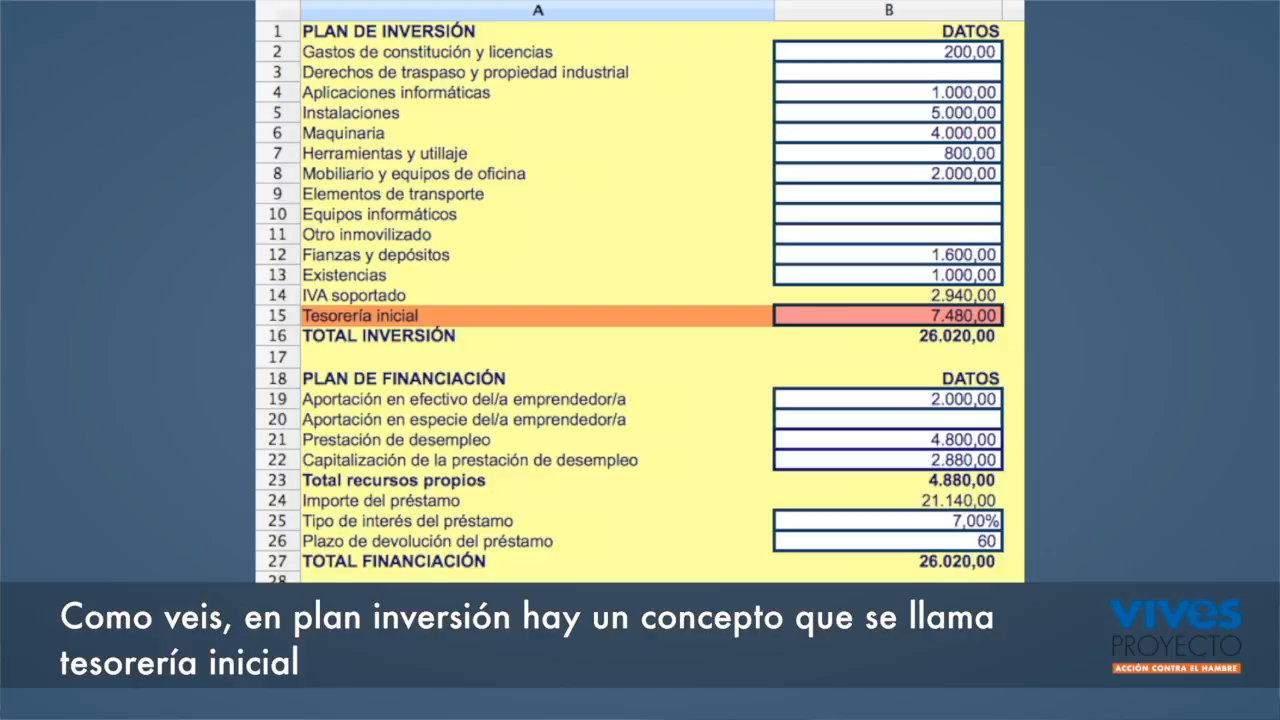 A B
1 PLAN DE INVERSIÓN DATOS
2 Gastos de constitución y licencias 200,00
3 Derechos de traspaso y propiedad industrial
4 Aplicaciones informáticas 1.000,00
5 Instalaciones 5.000,00
6 Maquinaria 4.000,00
7 Herramientas y utillaje 800,00
8 Mobiliario y equipos de oficina 2.000,00
9 Elementos de transporte
10 Equipos informáticos
11 Otro inmovilizado
12 Fianzas y depósitos 1.600,00
13 Existencias 1.000,00
14 IVA soportado 2.940,00
15 Tesorería inicial 7.480,00
16 TOTAL INVERSIÓN 26.020,00
17
18 PLAN DE FINANCIACIÓN DATOS
19 Aportación en efectivo del/a emprendedor/a 2.000,00
20 Aportación en especie del/a emprendedor/a
21 Prestación de desempleo 4.800,00
22 Capitalización de la prestación de desempleo 2.880,00
23 Total recursos propios 4.880,00
24 Importe del préstamo 21.140,00
25 Tipo de interés del préstamo 7,00%
26 Plazo de devolución del préstamo 60
27 TOTAL FINANCIACIÓN 26.020,00
28
Como veis, en plan inversión hay un concepto que se llama
tesorería inicial
vives
PROYECTO
ACCIÓN CONTRA EL HAMBRE